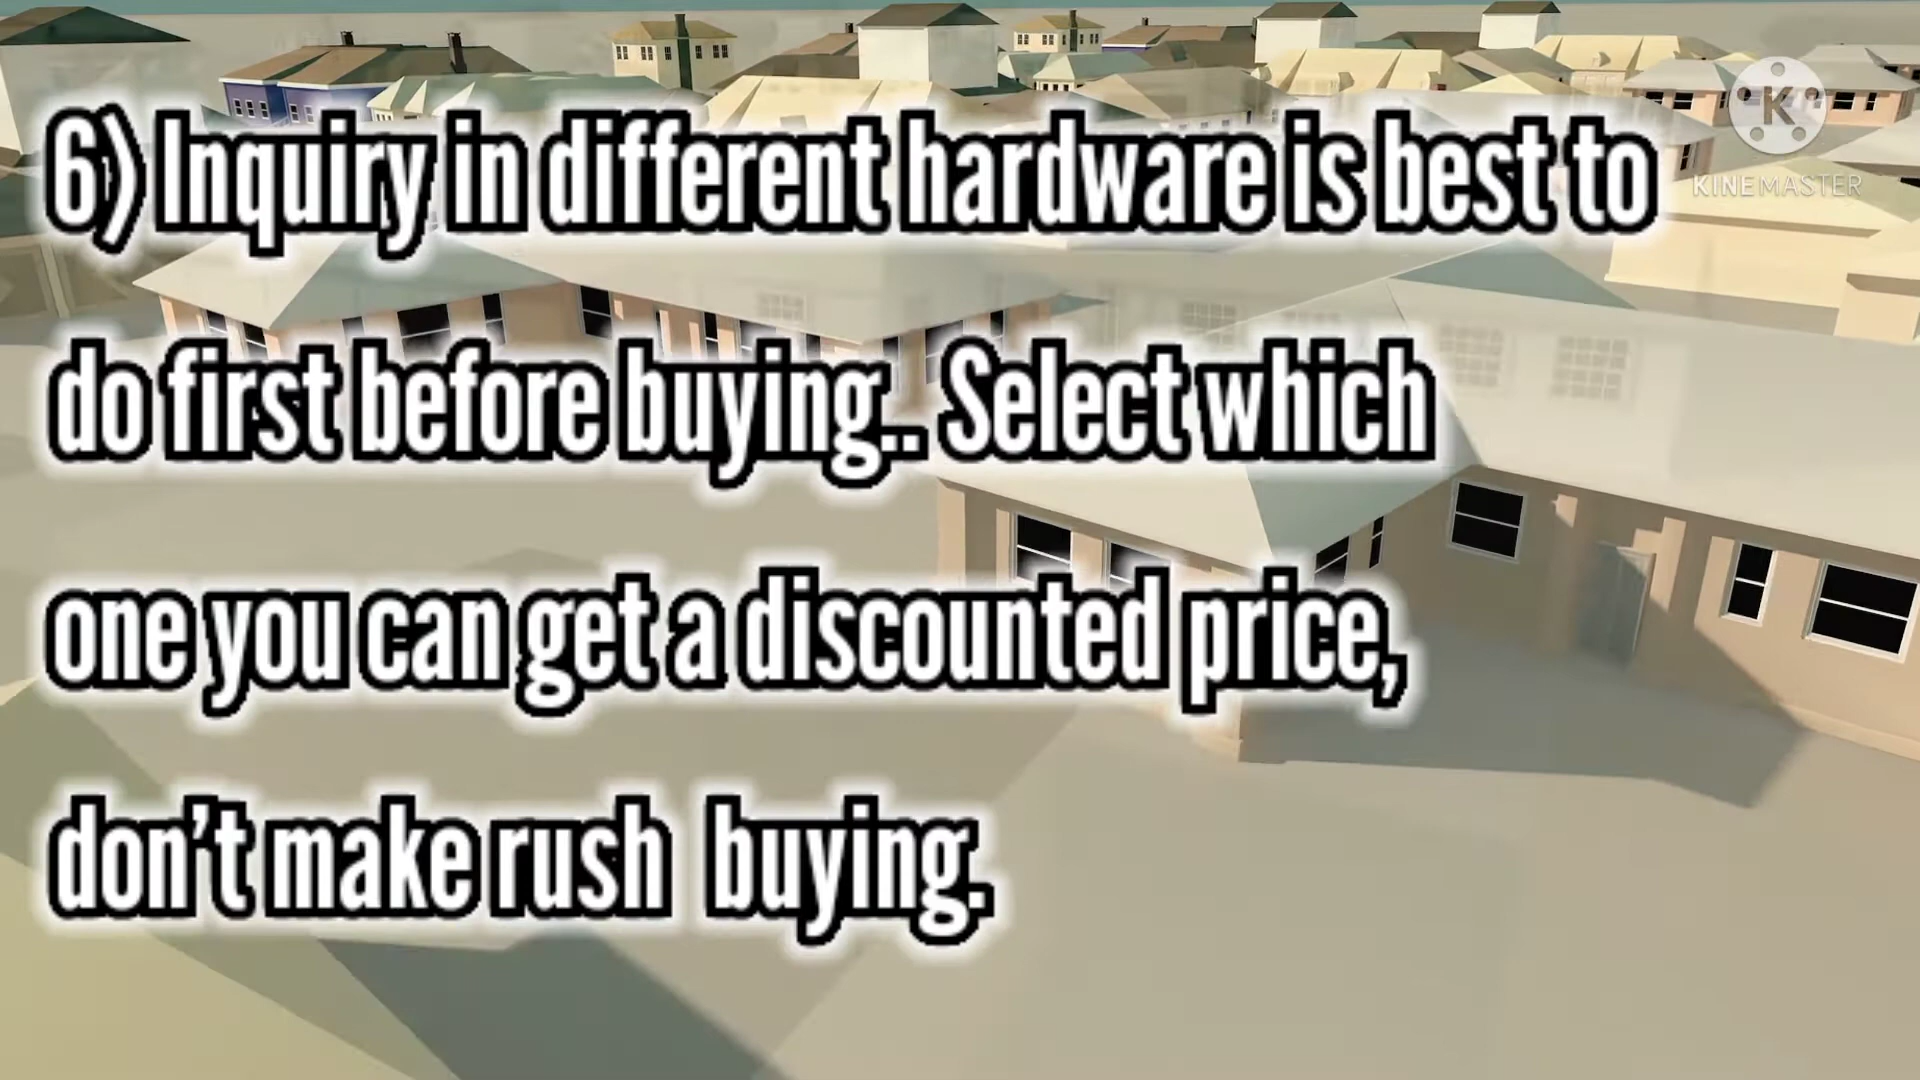 6) Inquiry in different hardware is best to
do first before buying.. Select which
one you can get a discounted price,
don't make rush  buying.
K
KINEMASTER